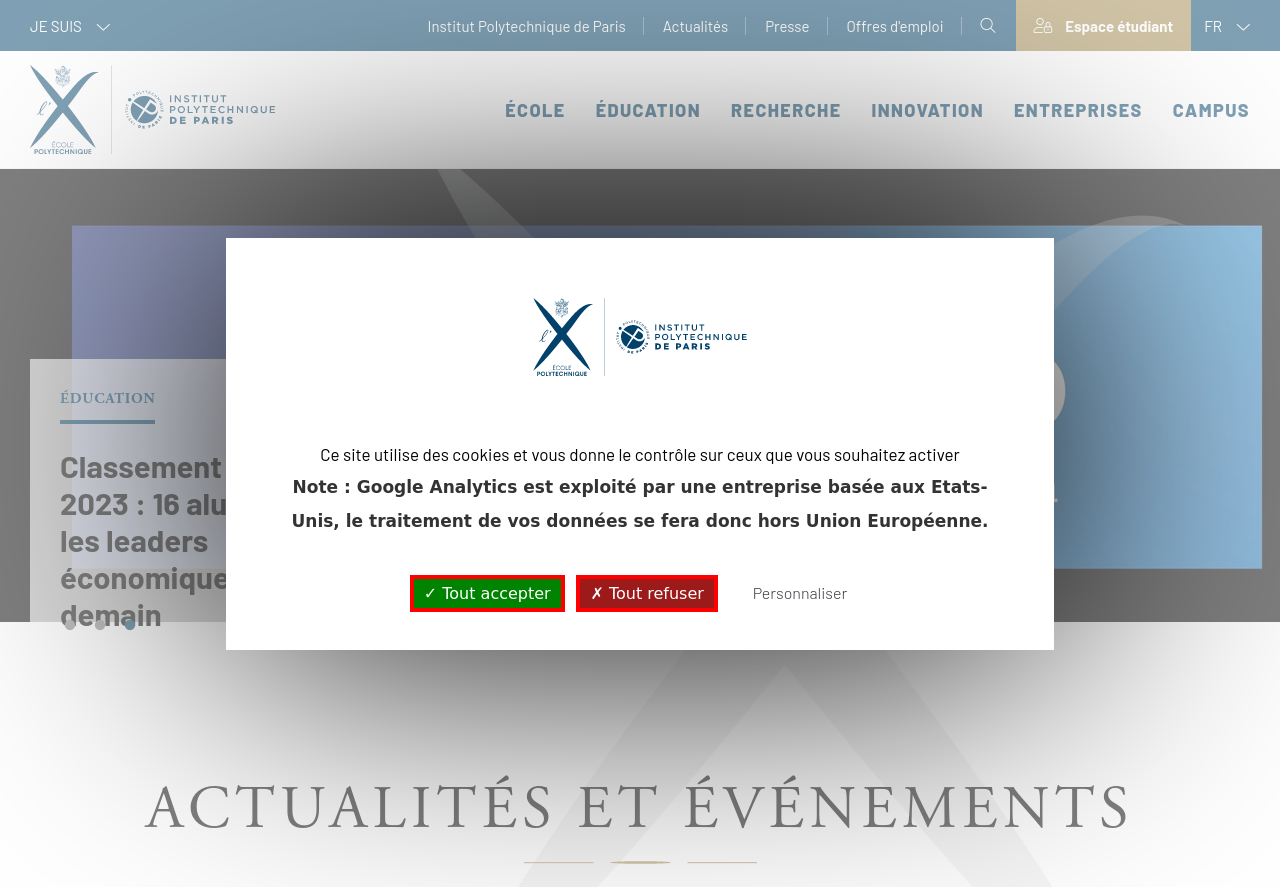 JE SUIS
Institut Polytechnique de Paris
Actualités
Presse
Offres d'emploi
Espace étudiant
FR
l'
ÉCOLE
POLYTECHNIQUE
INSTITUT
POLYTECHNIQUE
DE PARIS
ÉCOLE
ÉDUCATION
RECHERCHE
INNOVATION
ENTREPRISES
CAMPUS
ÉDUCATION
Classement
2023 : 16 alu
les leaders
économique
demain
l'
ÉCOLE
POLYTECHNIQUE
INSTITUT
POLYTECHNIQUE
DE PARIS
Ce site utilise des cookies et vous donne le contrôle sur ceux que vous souhaitez activer
Note : Google Analytics est exploité par une entreprise basée aux Etats-
Unis, le traitement de vos données se fera donc hors Union Européenne.
✓ Tout accepter
✗ Tout refuser
Personnaliser
ACTUALITÉS ET ÉVÉNEMENTS